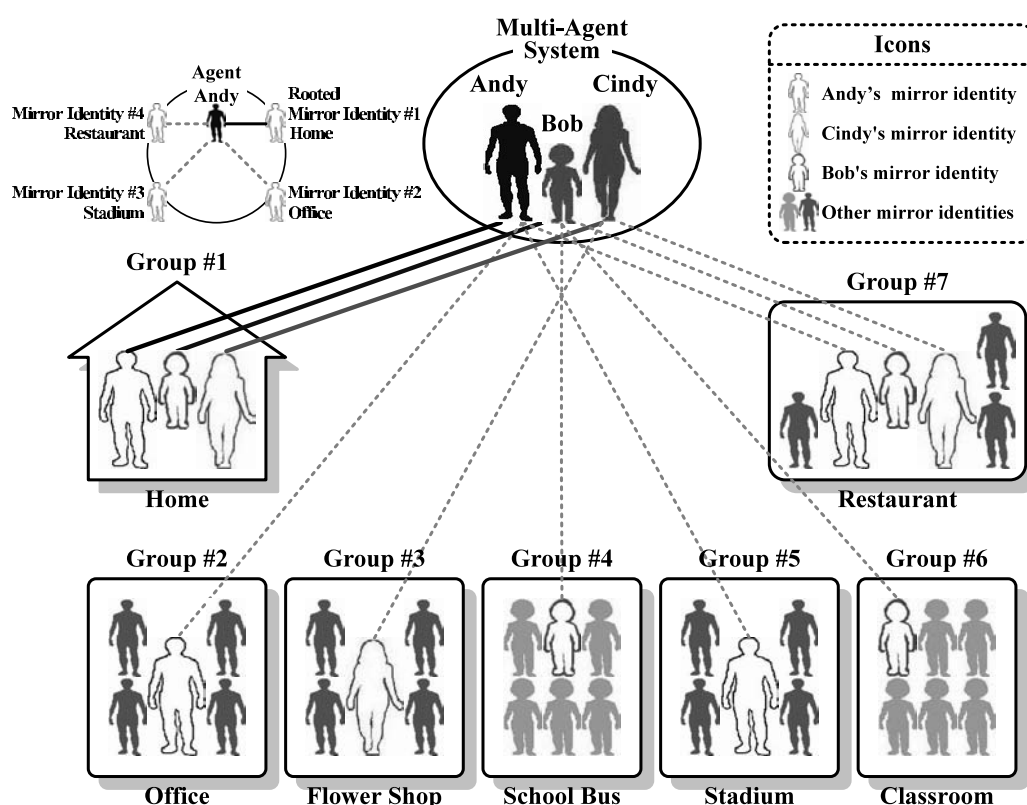 Multi-Agent
System
Andy
Cindy
Bob
Agent
Andy
Mirror Identity #4
Restaurant
Rooted
Mirror Identity #1
Home
Mirror Identity #3
Stadium
Mirror Identity #2
Office
Icons
Andy's mirror identity
Cindy's mirror identity
Bob's mirror identity
Other mirror identities
Group #1
Home
Group #7
Restaurant
Group #2
Group #3
Group #4
Group #5
Group #6
Office
Flower Shop
School Bus
Stadium
Classroom